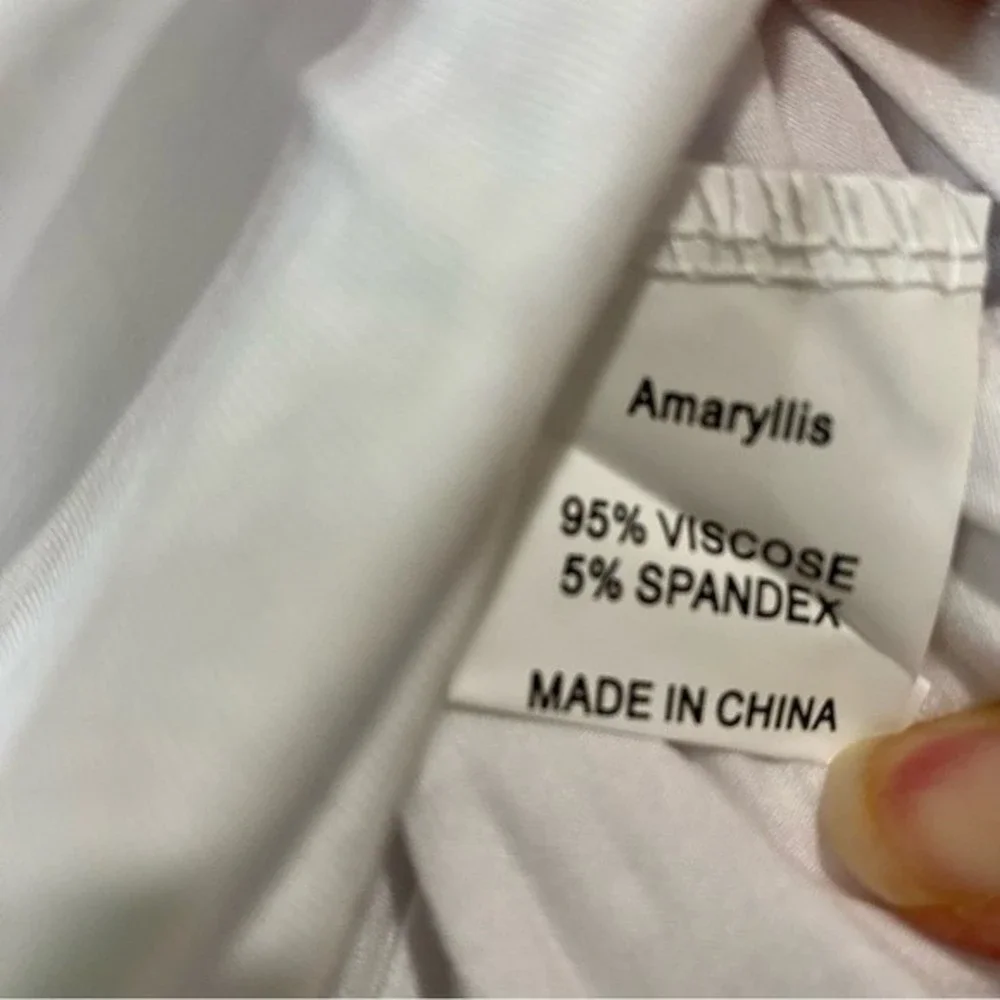 Amaryllis
95% VISCOSE
5% SPANDEX
MADE IN CHINA